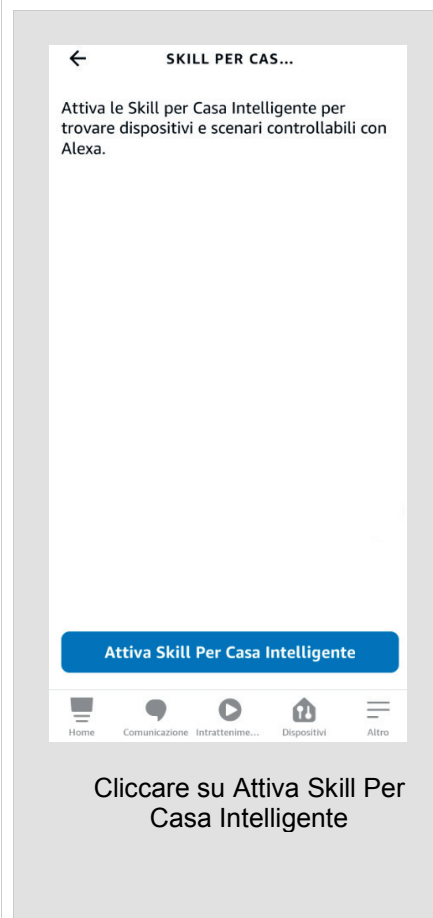 SKILL PER CAS...
Attiva le Skill per Casa Intelligente per
trovare dispositivi e scenari controllabili con
Alexa.
Attiva Skill Per Casa Intelligente
Home Comunicazione Intrattenime... Dispositivi Altro
Cliccare su Attiva Skill Per
Casa Intelligente